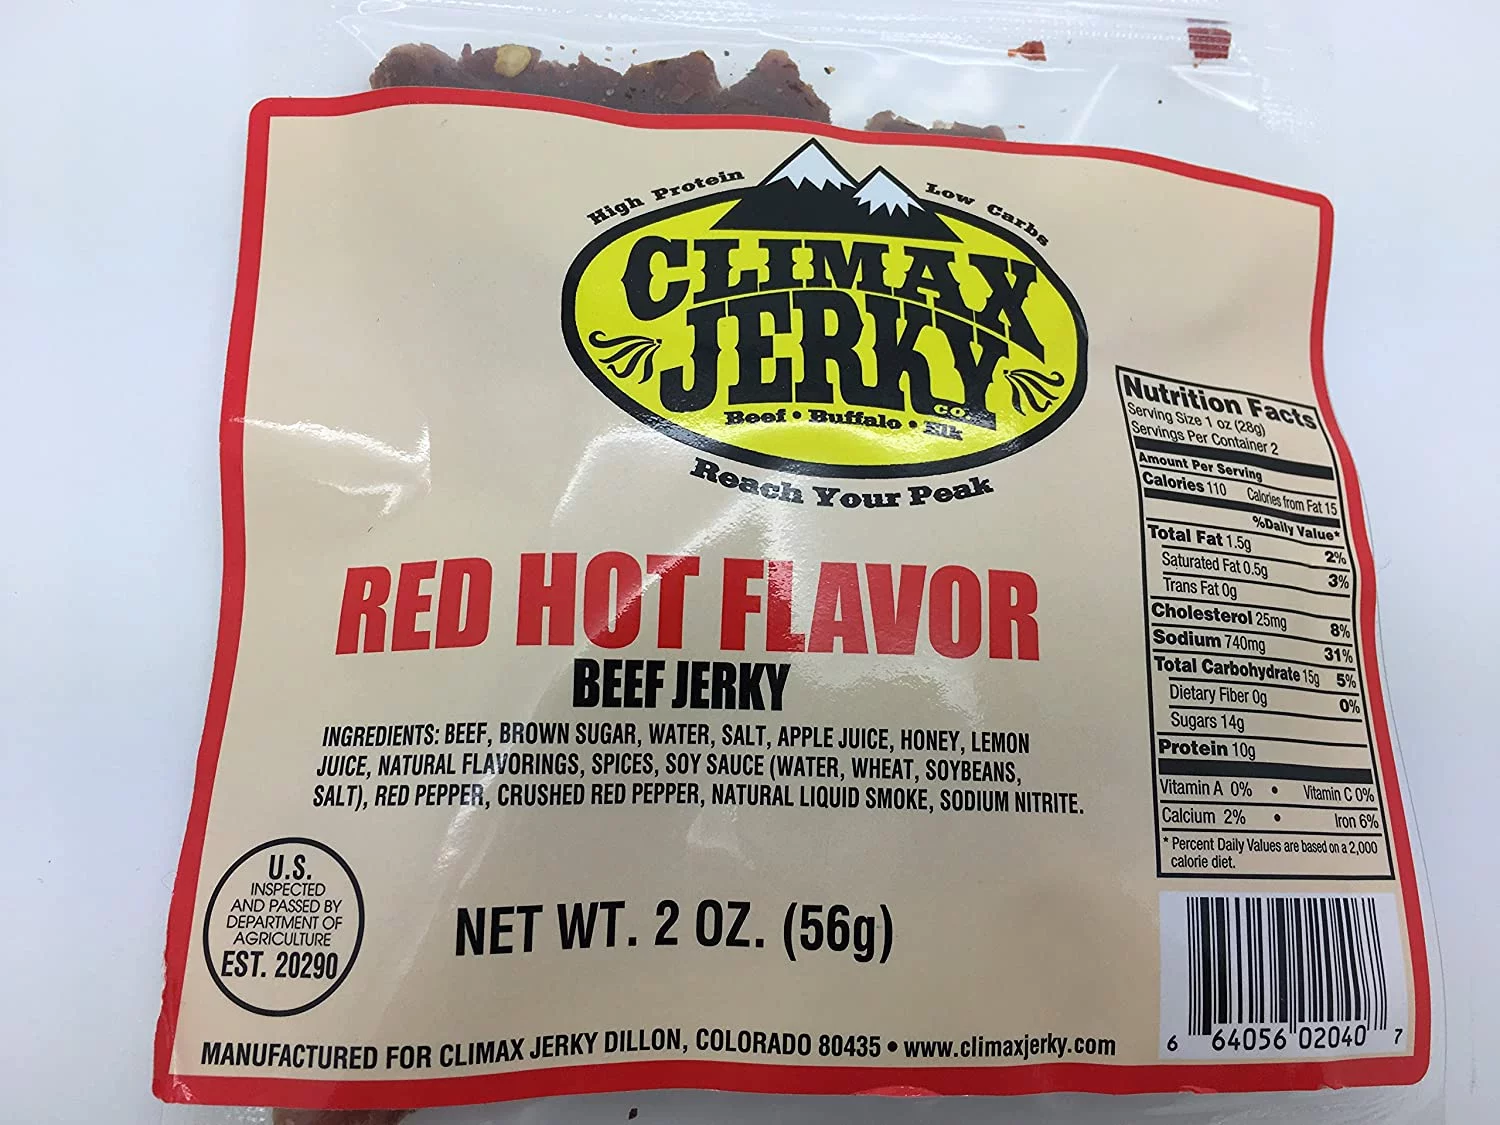 High Protein
Low Carbs
CLIMAX
JERKY
CO.
Beef • Buffalo • Elk
Reach Your Peak
RED HOT FLAVOR
BEEF JERKY
INGREDIENTS: BEEF, BROWN SUGAR, WATER, SALT, APPLE JUICE, HONEY, LEMON
JUICE, NATURAL FLAVORINGS, SPICES, SOY SAUCE (WATER, WHEAT, SOYBEANS,
SALT), RED PEPPER, CRUSHED RED PEPPER, NATURAL LIQUID SMOKE, SODIUM NITRITE.
U.S.
INSPECTED
AND PASSED BY
DEPARTMENT OF
AGRICULTURE
EST. 20290
NET WT. 2 OZ. (56g)
MANUFACTURED FOR CLIMAX JERKY DILLON, COLORADO 80435 • www.climaxjerky.com
Nutrition Facts
Serving Size 1 oz (28g)
Servings Per Container 2
Amount Per Serving
Calories 110 Calories from Fat 15
%Daily Value*
Total Fat 1.5g 2%
Saturated Fat 0.5g 3%
Trans Fat 0g
Cholesterol 25mg 8%
Sodium 740mg 31%
Total Carbohydrate 15g 5%
Dietary Fiber 0g 0%
Sugars 14g
Protein 10g
Vitamin A 0% • Vitamin C 0%
Calcium 2% • Iron 6%
* Percent Daily Values are based on a 2,000
calorie diet.
6 64056 02040 7